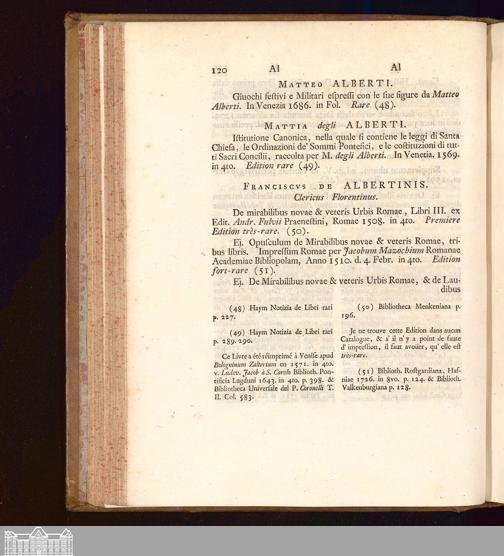 120 Al Al
MATTEO ALBERTI.
Giuochi festivi e Militari espressi con le sue figure da Matteo
Alberti. In Venezia 1686. in Fol. Rare (48).
MATTIA degli ALBERTI.
Istitutione Canonica, nella quale si contiene le leggi di Santa
Chiesa, le Ordinazioni de' Sommi Pontefici, e le costituzioni di tut-
ti Sacri Concilii, raccolta per M. degli Alberti. In Venetia. 1569.
in 4to. Edition rare (49).
FRANCISCVS DE ALBERTINIS.
Clericus Florentinus.
De mirabilibus novae & veteris Urbis Romae, Libri III. ex
Edit. Andr. Fulvii Praenestini, Romae 1508. in 4to. Premiere
Edition très-rare. (50).
Ej. Opusculum de Mirabilibus novae & veteris Romae, tri-
bus libris. Impressum Romae per Jacobum Mazochium Romanae
Academiae Bibliopolam, Anno 1510. d. 4. Febr. in 4to. Edition
fort-rare (51).
Ej. De Mirabilibus novae & veteris Urbis Romae, & de Lau-
dibus
(48) Haym Notizia de Libri rari
p. 227.
(49) Haym Notizia de Libri rari
p. 289. 290.
Ce Livre a été réimprimé à Venise apud
Bologninum Zalterium en 1571. in 4to.
v. Ludov. Jacob à S. Carolo Biblioth. Pon-
tificia Lugduni 1643. in 4to. p. 398. &
Bibliotheca Universale del P. Coronelli T.
II. Col. 583.
(50) Bibliotheca Menkeniana p.
196.
Je ne trouve cette Edition dans aucun
Catalogue, & s'il n'y a point de faute
d'impression, il faut avoüer, qu'elle est
très-rare.
(51) Biblioth. Rostgardiana, Haf-
niae 1726. in 8vo. p. 124. & Biblioth.
Valkenburgiana p. 128.